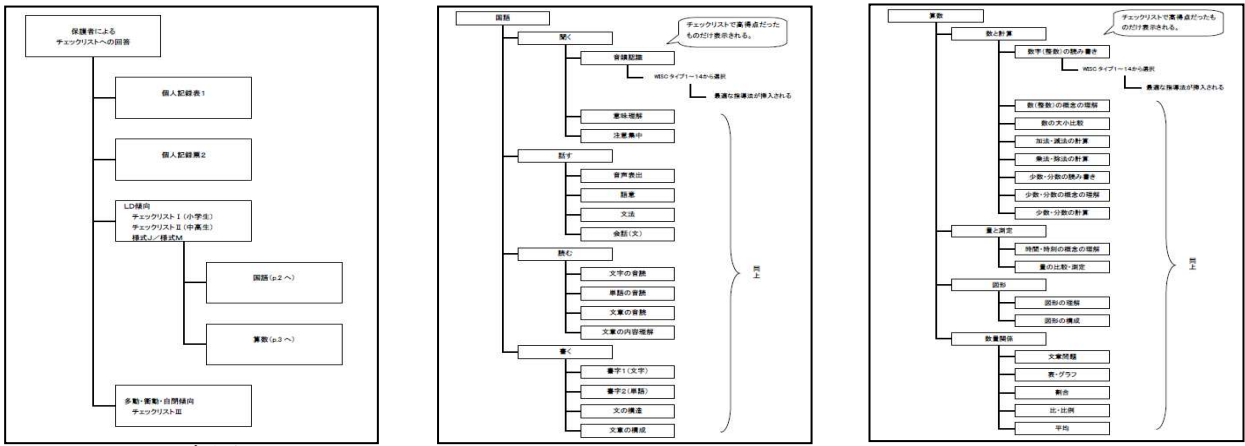 保護者による
チェックリストへの回答
個人記録表1
個人記録票2
LD傾向
チェックリストⅠ(小学生)
チェックリストⅡ(中高生)
様式J/様式M
国語(p.2へ)
算数(p.3へ)
多動・衝動・自閉傾向
チェックリストⅢ
国語
チェックリストで高得点だった
ものだけ表示される。
聞く
音韻認識
WISCタイプ1~14から選択
最適な指導法が挿入される
意味理解
注意集中
話す
音声表出
語意
文法
会話(文)
読む
文字の音読
単語の音読
文章の音読
文章の内容理解
書く
書字1(文字)
書字2(単語)
文の構造
文章の構成
同上
算数
チェックリストで高得点だったも
のだけ表示される。
数と計算
数字(整数)の読み書き
WISCタイプ1~14から選択
最適な指導法が挿入される
数(整数)の概念の理解
数の大小比較
加法・減法の計算
乗法・除法の計算
少数・分数の読み書き
少数・分数の概念の理解
少数・分数の計算
量と測定
時間・時刻の概念の理解
量の比較・測定
図形
図形の理解
図形の構成
数量関係
文章問題
表・グラフ
割合
比・比例
平均
同上